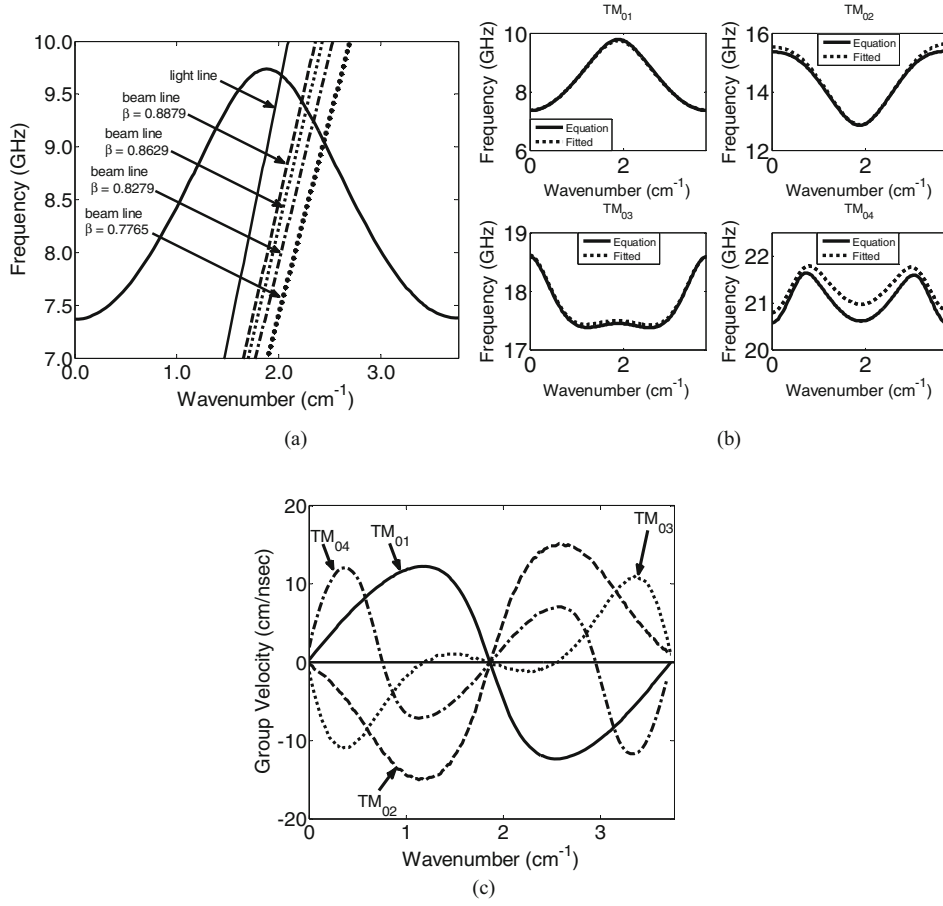 10.0
9.5
9.0
8.5
8.0
7.5
7.0
0.0
1.0
2.0
3.0
Frequency (GHz)
Wavenumber (cm-1)
light line
beam line
β = 0.8879
beam line
β = 0.8629
beam line
β = 0.8279
beam line
β = 0.7765
(a)
TM01
10
8
6
0
2
Frequency (GHz)
Wavenumber (cm-1)
Equation
Fitted
TM02
16
14
12
0
2
Frequency (GHz)
Wavenumber (cm-1)
Equation
Fitted
TM03
19
18
17
0
2
Frequency (GHz)
Wavenumber (cm-1)
Equation
Fitted
TM04
22
21
20
0
2
Frequency (GHz)
Wavenumber (cm-1)
Equation
Fitted
(b)
20
10
0
-10
-20
0
1
2
3
Group Velocity (cm/nsec)
Wavenumber (cm-1)
TM04
TM01
TM03
TM02
(c)